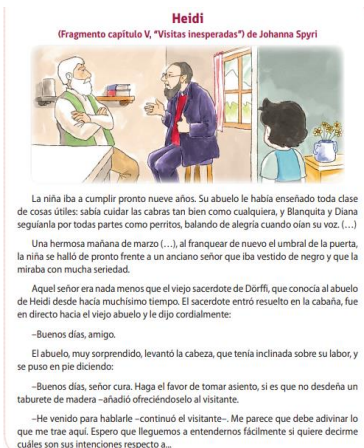 Heidi
(Fragmento capítulo V, “Visitas inesperadas”) de Johanna Spyri
La niña iba a cumplir pronto nueve años. Su abuelo le había enseñado toda clase
de cosas útiles: sabía cuidar las cabras tan bien como cualquiera, y Blanquita y Diana
seguíanla por todas partes como perritos, balando de alegría cuando oían su voz. (…)
Una hermosa mañana de marzo (…), al franquear de nuevo el umbral de la puerta,
la niña se halló de pronto frente a un anciano señor que iba vestido de negro y que la
miraba con mucha seriedad.
Aquel señor era nada menos que el viejo sacerdote de Dörffi, que conocía al abuelo
de Heidi desde hacía muchísimo tiempo. El sacerdote entró resuelto en la cabaña, fue
en directo hacia el viejo abuelo y le dijo cordialmente:
–Buenos días, amigo.
El abuelo, muy sorprendido, levantó la cabeza, que tenía inclinada sobre su labor, y
se puso en pie diciendo:
–Buenos días, señor cura. Haga el favor de tomar asiento, si es que no desdeña un
taburete de madera –añadió ofreciéndoselo al visitante.
–He venido para hablarle –continuó el visitante–. Me parece que debe adivinar lo
que me trae aquí. Espero que lleguemos a entendernos fácilmente si quiere decirme
cuáles son sus intenciones respecto a...